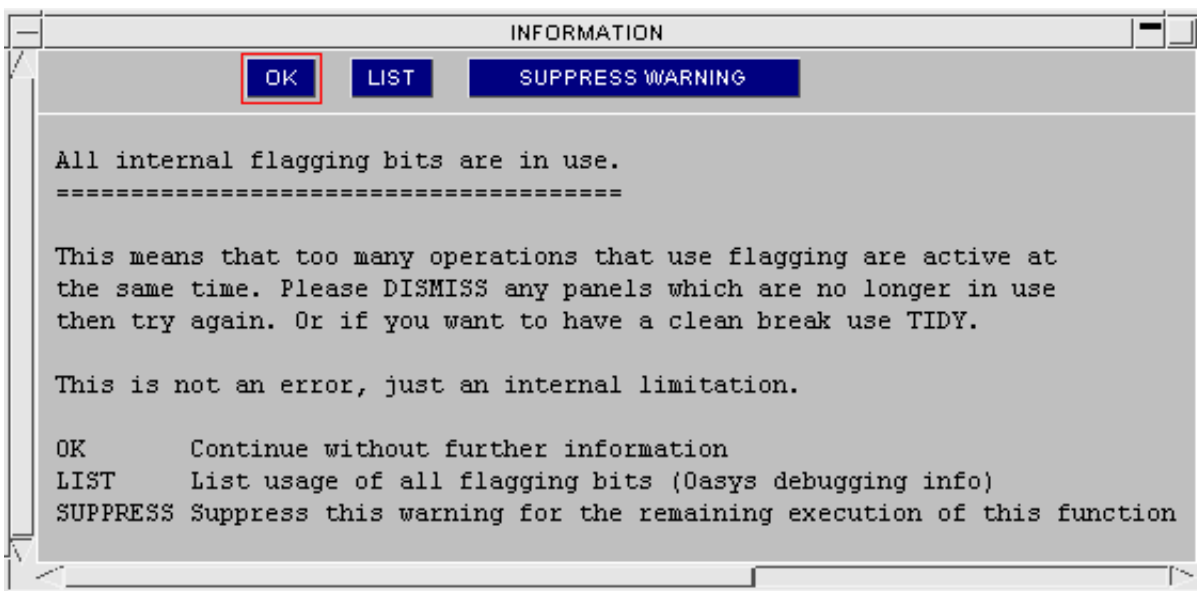 INFORMATION
OK LIST SUPPRESS WARNING
All internal flagging bits are in use.
======================================
This means that too many operations that use flagging are active at
the same time. Please DISMISS any panels which are no longer in use
then try again. Or if you want to have a clean break use TIDY.
This is not an error, just an internal limitation.
OK Continue without further information
LIST List usage of all flagging bits (Oasys debugging info)
SUPPRESS Suppress this warning for the remaining execution of this function